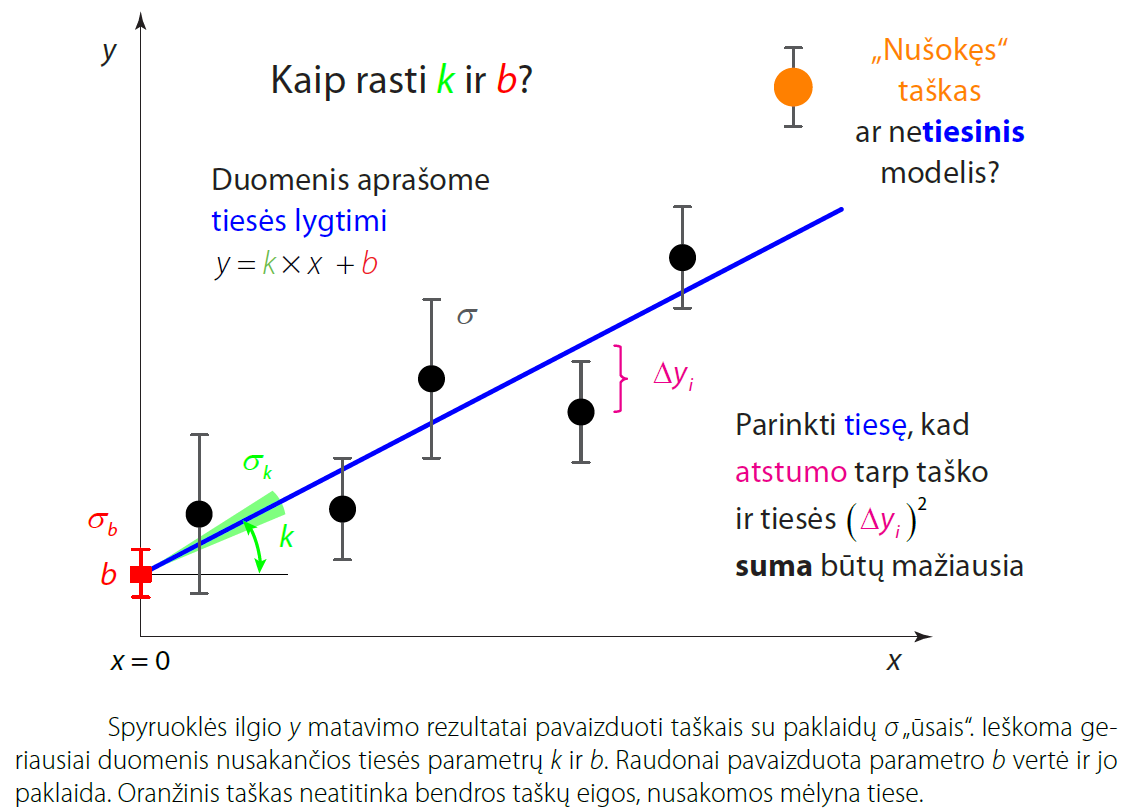 y
Kaip rasti k ir b?
„Nušokęs“
taškas
ar netiesinis
modelis?
Duomenis aprašome
tiesės lygtimi
y = k × x + b
σ
Δyᵢ
Parinkti tiesę, kad
atstumo tarp taško
ir tiesės (Δyᵢ)²
suma būtų mažiausia
σₖ
k
σ_b
b
x = 0
x
Spyruoklės ilgio y matavimo rezultatai pavaizduoti taškais su paklaidų σ „ūsais“. Ieškoma ge-
riausiai duomenis nusakančios tiesės parametrų k ir b. Raudonai pavaizduota parametro b vertė ir jo
paklaida. Oranžinis taškas neatitinka bendros taškų eigos, nusakomos mėlyna tiese.